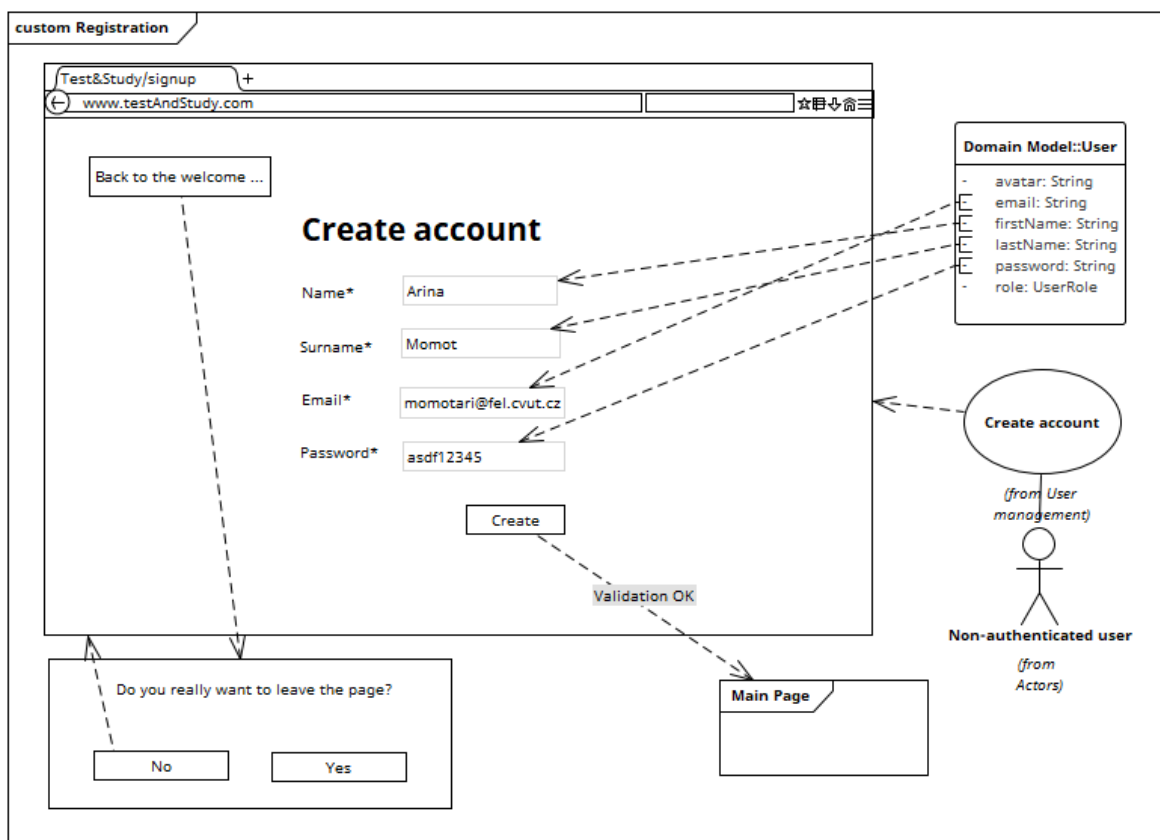 custom Registration
Test&Study/signup
+
www.testAndStudy.com
Back to the welcome ...
Create account
Name*
Arina
Surname*
Momot
Email*
momotari@fel.cvut.cz
Password*
asdf12345
Create
Validation OK
Domain Model::User
- avatar: String
- email: String
- firstName: String
- lastName: String
- password: String
- role: UserRole
Create account
(from User
management)
Non-authenticated user
(from
Actors)
Do you really want to leave the page?
No
Yes
Main Page